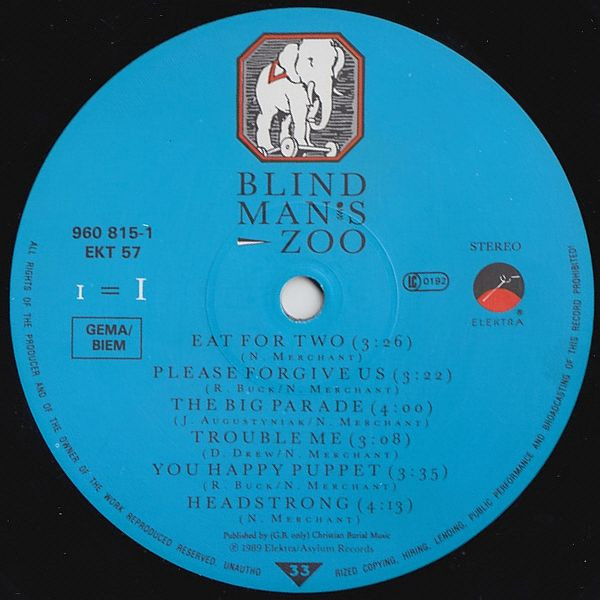 BLIND
MAN'S
ZOO
960 815-1
EKT 57
I = I
GEMA/
BIEM
STEREO
LC 0192
ELEKTRA®
EAT FOR TWO (3:26)
(N. MERCHANT)
PLEASE FORGIVE US (3:22)
(R. BUCK/N. MERCHANT)
THE BIG PARADE (4:00)
(J. AUGUSTYNIAK/N. MERCHANT)
TROUBLE ME (3:08)
(D. DREW/N. MERCHANT)
YOU HAPPY PUPPET (3:35)
(R. BUCK/N. MERCHANT)
HEADSTRONG (4:13)
(N. MERCHANT)
Published by (G.B. only) Christian Burial Music
℗ 1989 Elektra/Asylum Records
33
ALL RIGHTS OF THE PRODUCER AND OF THE OWNER OF THE WORK REPRODUCED RESERVED. UNAUTHO RIZED COPYING, HIRING, LENDING, PUBLIC PERFORMANCE AND BROADCASTING OF THIS RECORD PROHIBITED!